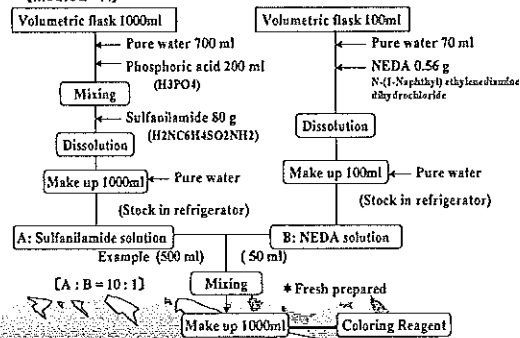 Volumetric flask 1000ml
Pure water 700 ml
Phosphoric acid 200 ml
(H3PO4)
Mixing
Sulfanilamide 80 g
(H2NC6H4SO2NH2)
Dissolution
Make up 1000ml
Pure water
(Stock in refrigerator)
A: Sulfanilamide solution
Volumetric flask 100ml
Pure water 70 ml
NEDA 0.56 g
N-(1-Naphthyl) ethylenediamine
dihydrochloride
Dissolution
Make up 100ml
Pure water
(Stock in refrigerator)
B: NEDA solution
Example (500 ml)
(50 ml)
[A : B = 10 : 1]
Mixing
* Fresh prepared
Make up 1000ml
Coloring Reagent